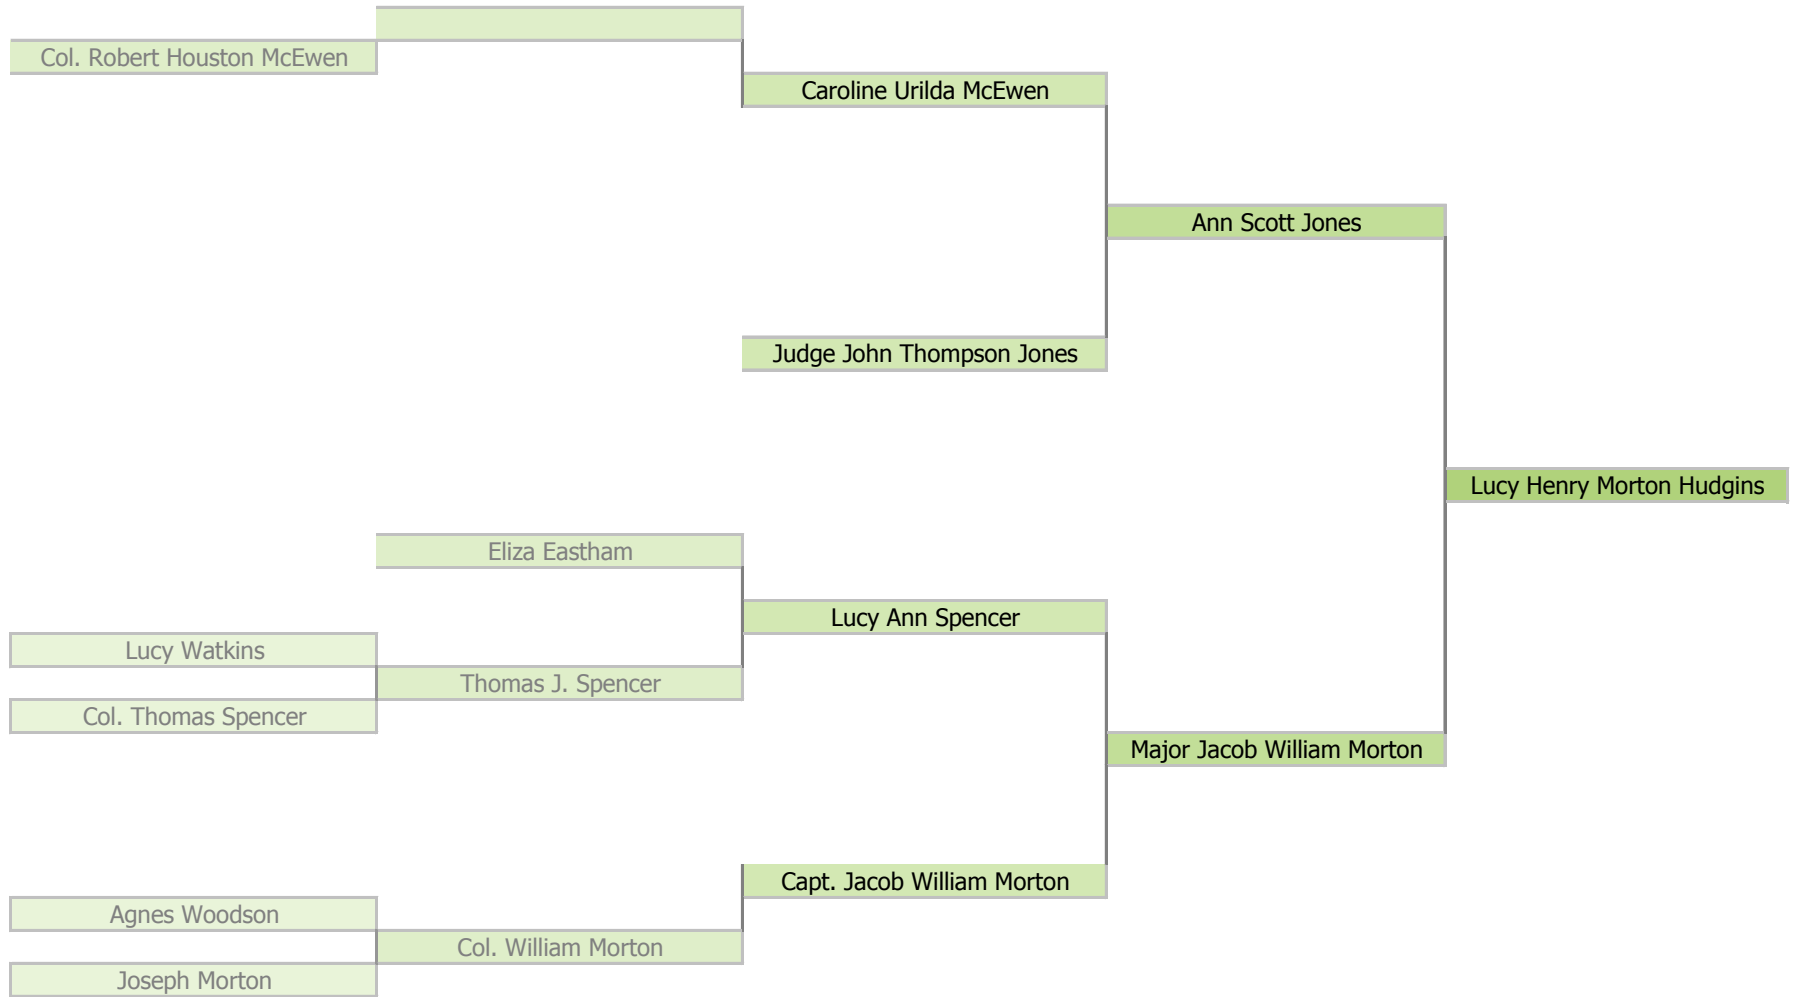 Col. Robert Houston McEwen
Caroline Urilda McEwen
Ann Scott Jones
Judge John Thompson Jones
Lucy Henry Morton Hudgins
Eliza Eastham
Lucy Ann Spencer
Lucy Watkins
Thomas J. Spencer
Col. Thomas Spencer
Major Jacob William Morton
Capt. Jacob William Morton
Agnes Woodson
Col. William Morton
Joseph Morton